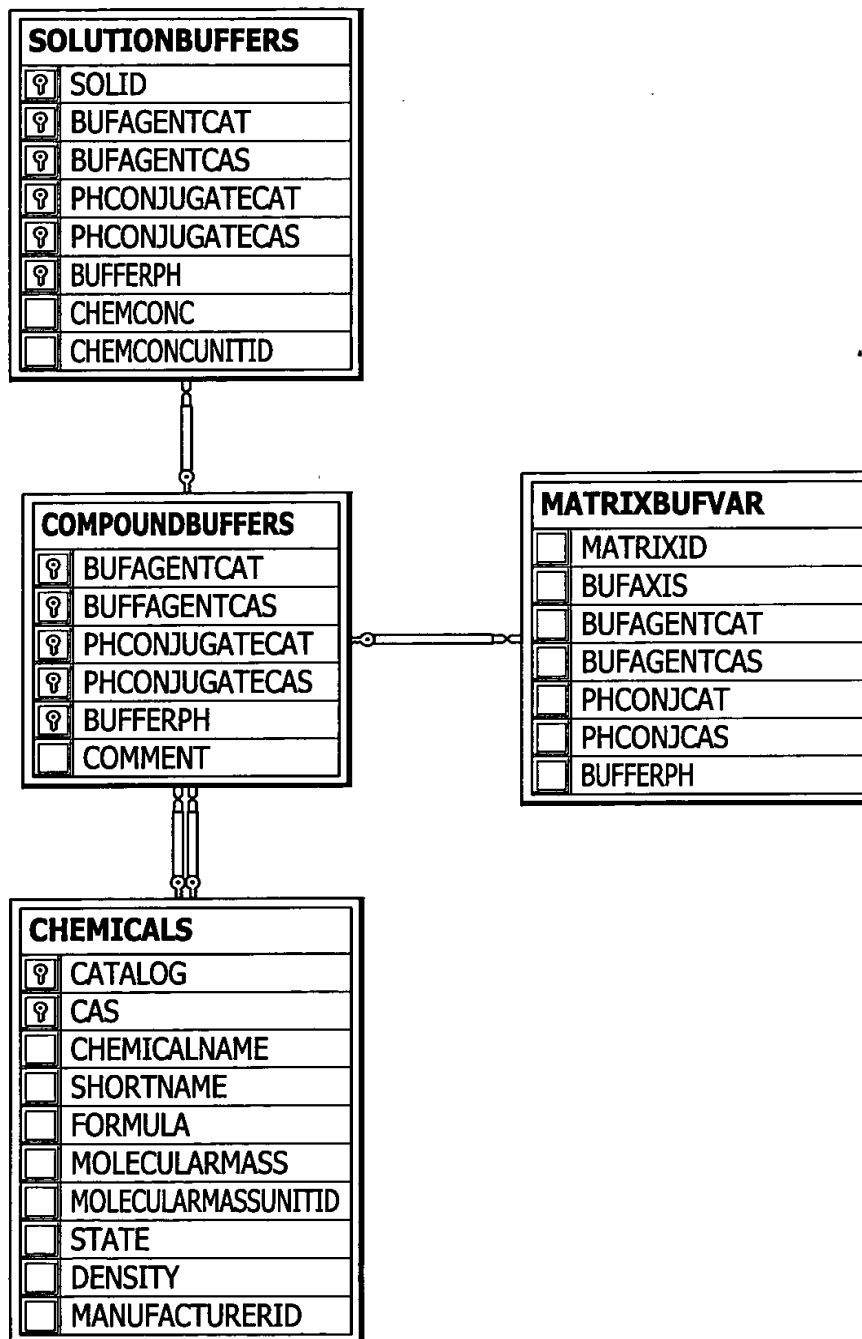 SOLUTIONBUFFERS
SOLID
BUFAGENTCAT
BUFAGENTCAS
PHCONJUGATECAT
PHCONJUGATECAS
BUFFERPH
CHEMCONC
CHEMCONCUNITID
COMPOUNDBUFFERS
BUFAGENTCAT
BUFFAGENTCAS
PHCONJUGATECAT
PHCONJUGATECAS
BUFFERPH
COMMENT
MATRIXBUFVAR
MATRIXID
BUFAXIS
BUFAGENTCAT
BUFAGENTCAS
PHCONJCAT
PHCONJCAS
BUFFERPH
CHEMICALS
CATALOG
CAS
CHEMICALNAME
SHORTNAME
FORMULA
MOLECULARMASS
MOLECULARMASSUNITID
STATE
DENSITY
MANUFACTURERID